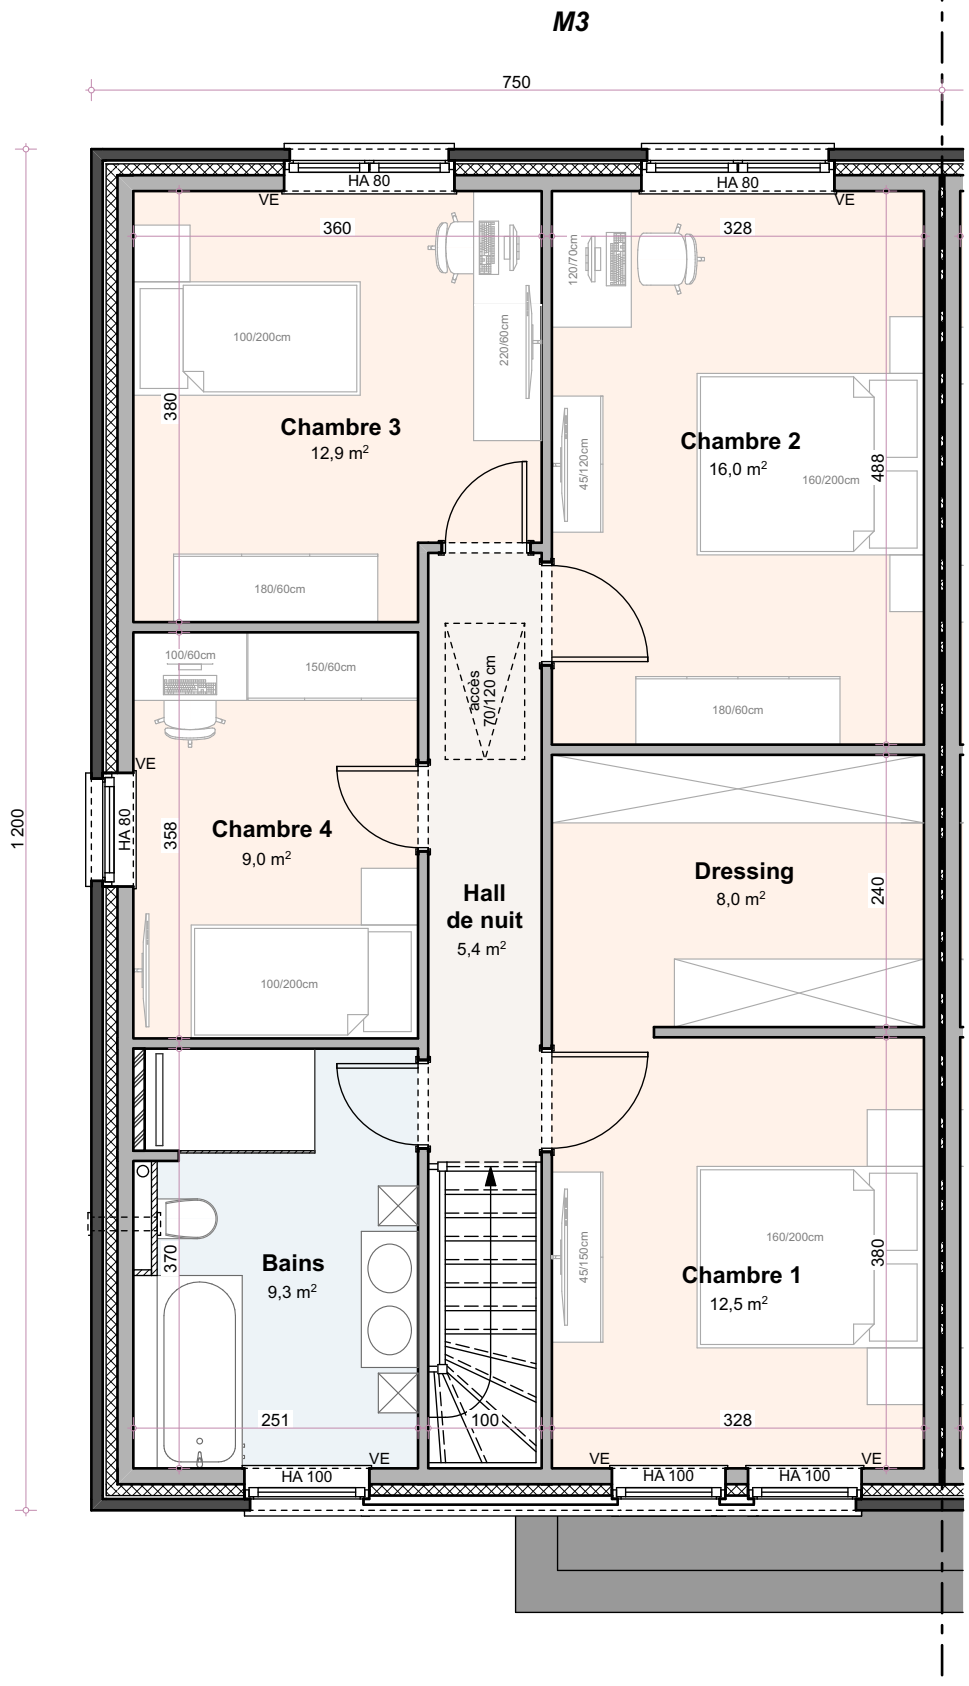 M3
750
HA 80
HA 80
VE
VE
360
328
120/70cm
100/200cm
220/60cm
380
Chambre 3
12,9 m²
45/120cm
Chambre 2
16,0 m²
160/200cm
488
180/60cm
100/60cm
150/60cm
accès
70/120 cm
180/60cm
VE
1 200
HA 80
358
Chambre 4
9,0 m²
Dressing
8,0 m²
240
Hall
de nuit
5,4 m²
100/200cm
370
Bains
9,3 m²
45/150cm
160/200cm
380
Chambre 1
12,5 m²
251
100
328
VE
VE
VE
HA 100
HA 100
HA 100